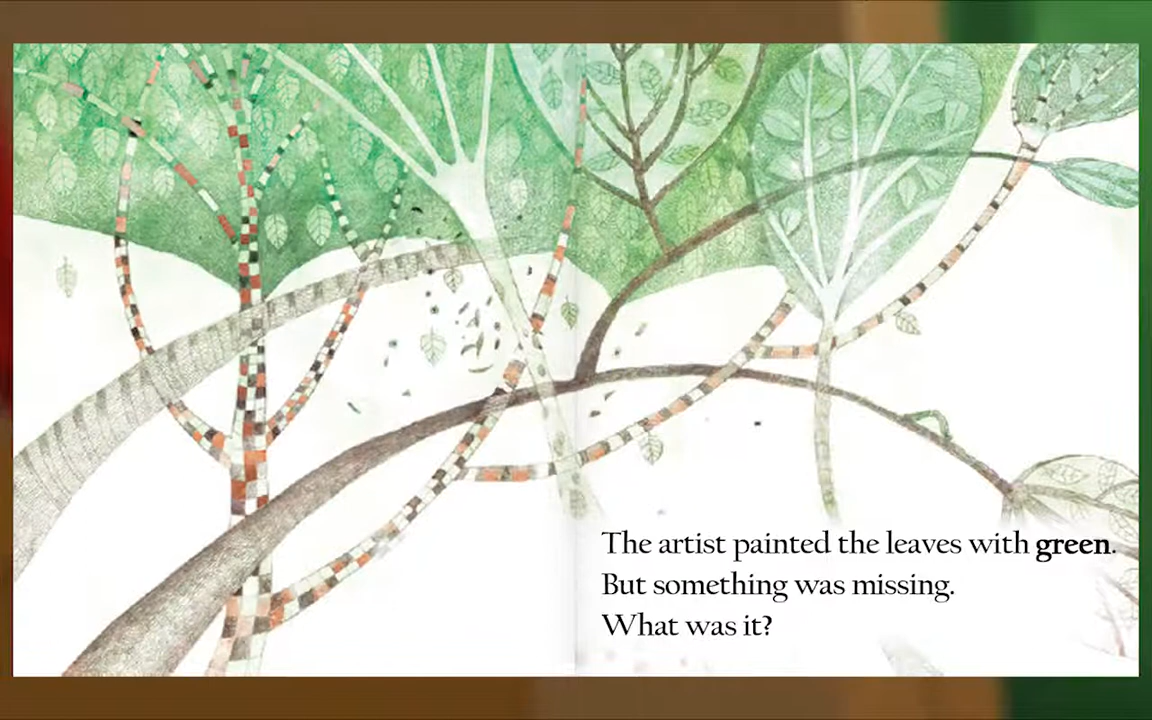 The artist painted the leaves with green.
But something was missing.
What was it?